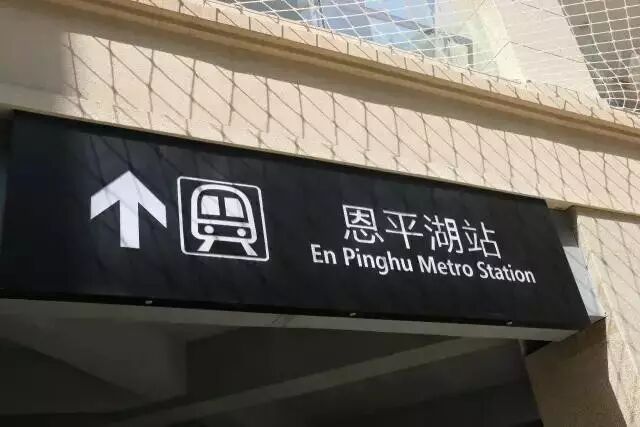 恩平湖站
En Pinghu Metro Station